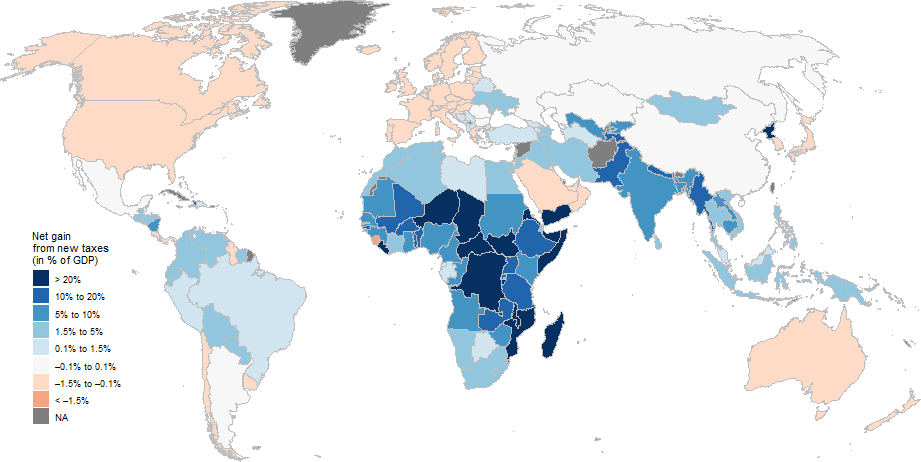 Net gain
from new taxes
(in % of GDP)
> 20%
10% to 20%
5% to 10%
1.5% to 5%
0.1% to 1.5%
–0.1% to 0.1%
–1.5% to –0.1%
< –1.5%
NA